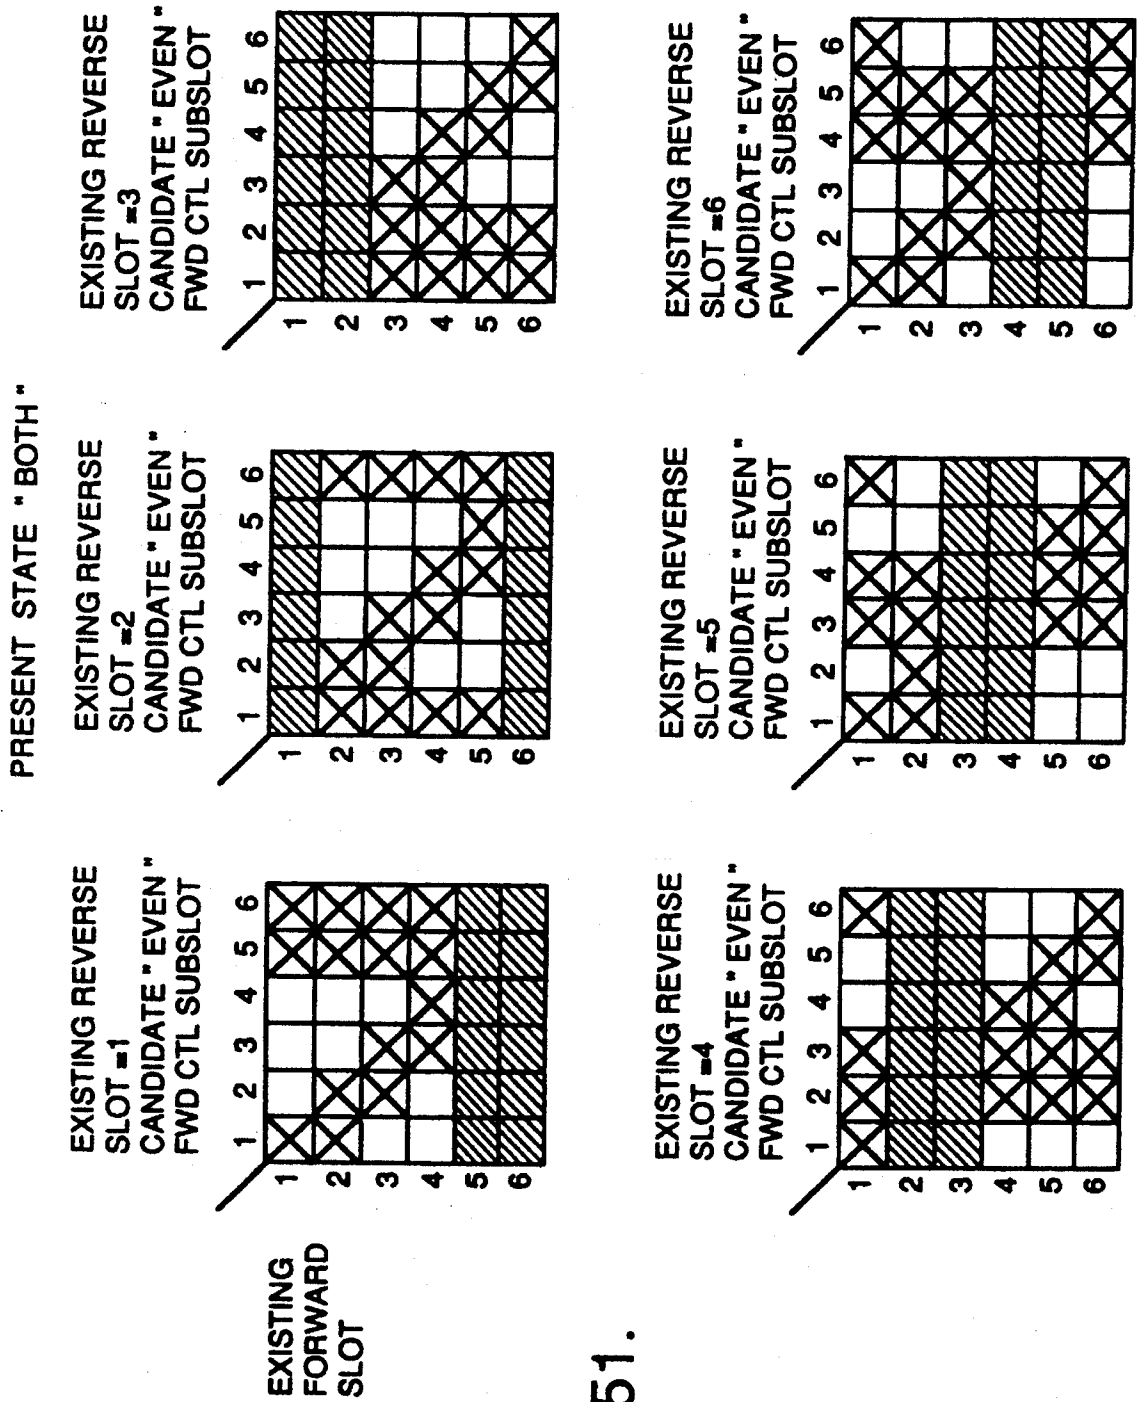 PRESENT STATE "BOTH"
EXISTING REVERSE
SLOT =1
CANDIDATE "EVEN"
FWD CTL SUBSLOT
1 2 3 4 5 6
EXISTING
FORWARD
SLOT
1
2
3
4
5
6
EXISTING REVERSE
SLOT =2
CANDIDATE "EVEN"
FWD CTL SUBSLOT
1 2 3 4 5 6
1
2
3
4
5
6
EXISTING REVERSE
SLOT =3
CANDIDATE "EVEN"
FWD CTL SUBSLOT
1 2 3 4 5 6
1
2
3
4
5
6
51.
EXISTING REVERSE
SLOT =4
CANDIDATE "EVEN"
FWD CTL SUBSLOT
1 2 3 4 5 6
1
2
3
4
5
6
EXISTING REVERSE
SLOT =5
CANDIDATE "EVEN"
FWD CTL SUBSLOT
1 2 3 4 5 6
1
2
3
4
5
6
EXISTING REVERSE
SLOT =6
CANDIDATE "EVEN"
FWD CTL SUBSLOT
1 2 3 4 5 6
1
2
3
4
5
6